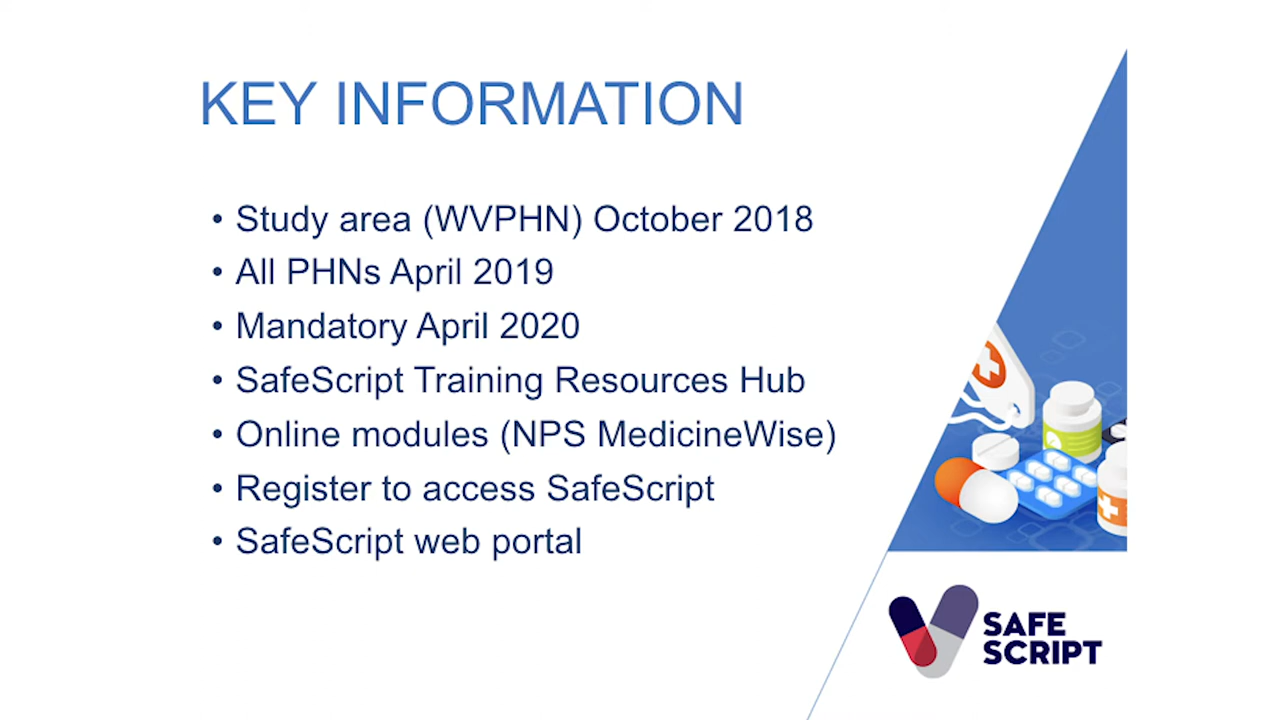 KEY INFORMATION
• Study area (WVPHN) October 2018
• All PHNs April 2019
• Mandatory April 2020
• SafeScript Training Resources Hub
• Online modules (NPS MedicineWise)
• Register to access SafeScript
• SafeScript web portal
SAFE
SCRIPT